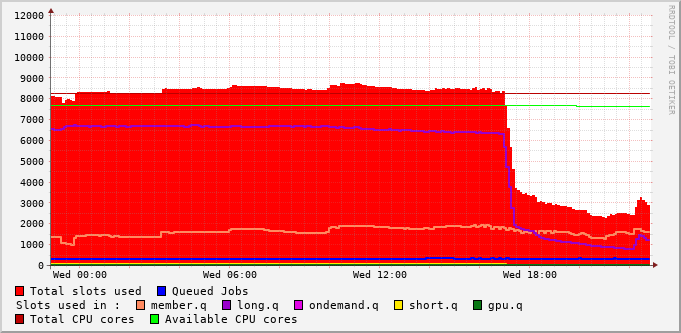 RRDTOOL / TOBI OETIKER
12000
11000
10000
9000
8000
7000
6000
5000
4000
3000
2000
1000
0
Wed 00:00 Wed 06:00 Wed 12:00 Wed 18:00
Total slots used Queued Jobs
Slots used in : member.q long.q ondemand.q short.q gpu.q
Total CPU cores Available CPU cores